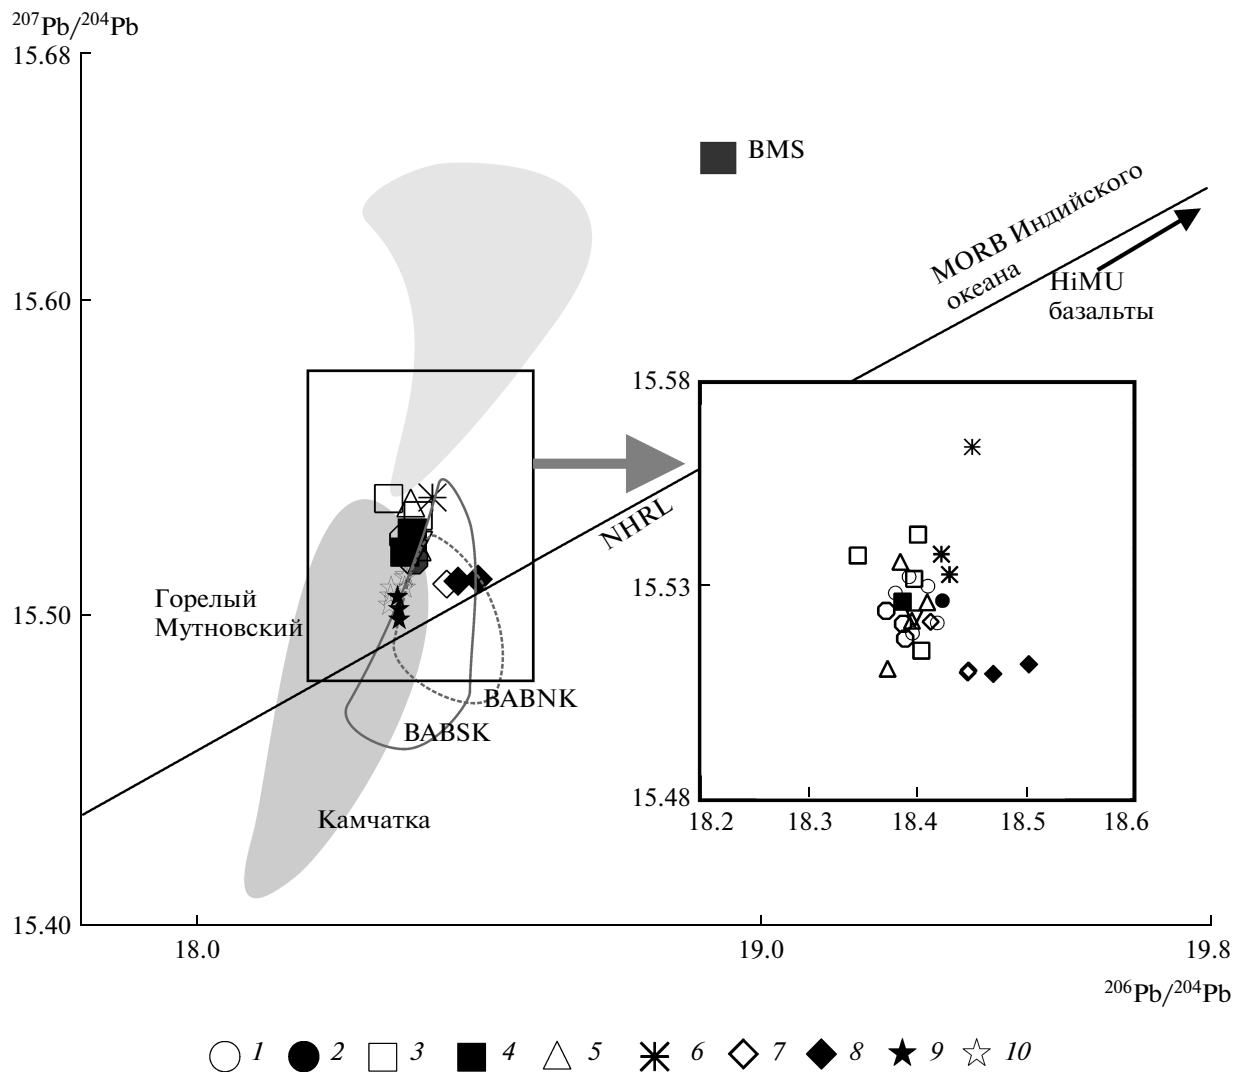 ²⁰⁷Pb/²⁰⁴Pb
15.68
BMS
MORB Индийского
океана
HiMU
базальты
15.60
15.58
NHRL
15.53
15.50
Горелый
Мутновский
BABNK
BABSK
15.48
18.2 18.3 18.4 18.5 18.6
Камчатка
15.40
18.0 19.0 19.8
²⁰⁶Pb/²⁰⁴Pb
1 2 3 4 5 6 7 8 9 10